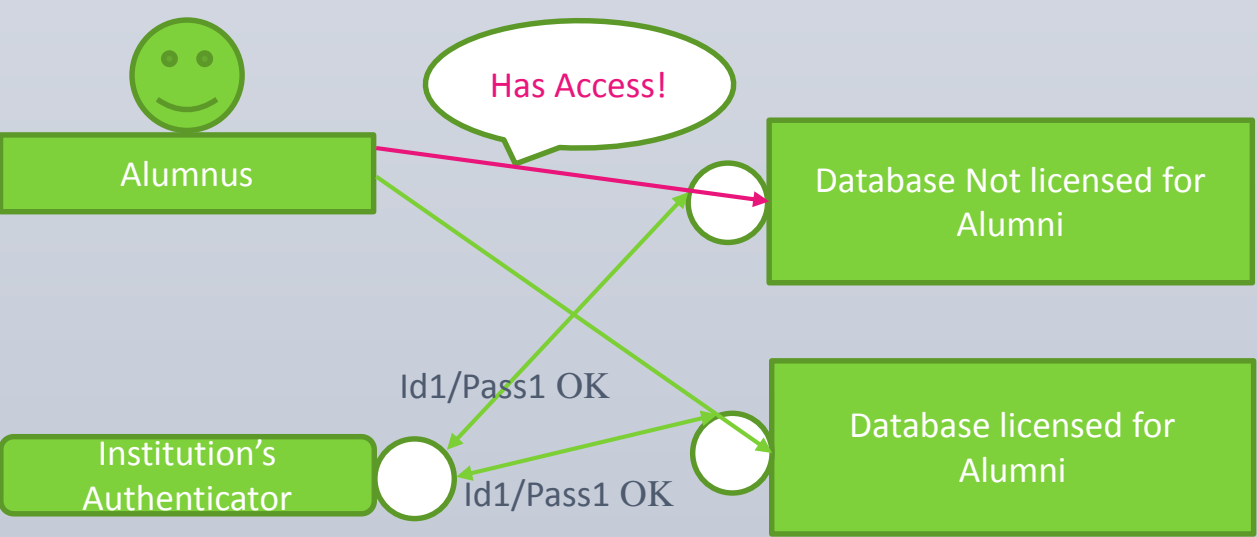 Has Access!
Alumnus
Database Not licensed for
Alumni
Id1/Pass1 OK
Institution’s
Authenticator
Id1/Pass1 OK
Database licensed for
Alumni